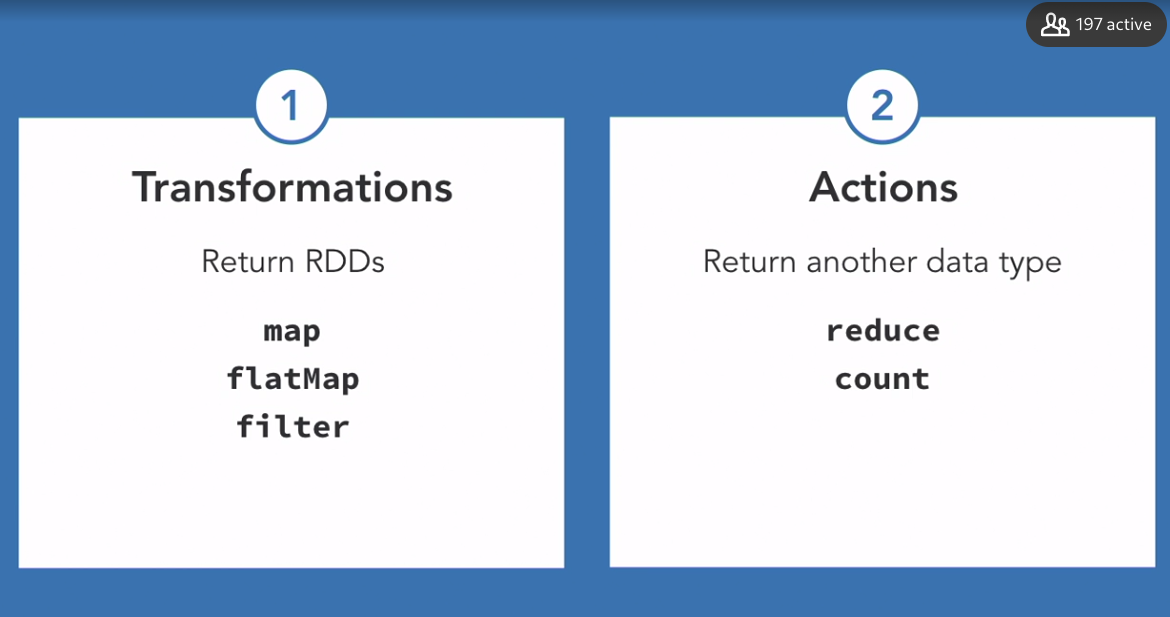 197 active
1
Transformations
Return RDDs
map
flatMap
filter
2
Actions
Return another data type
reduce
count